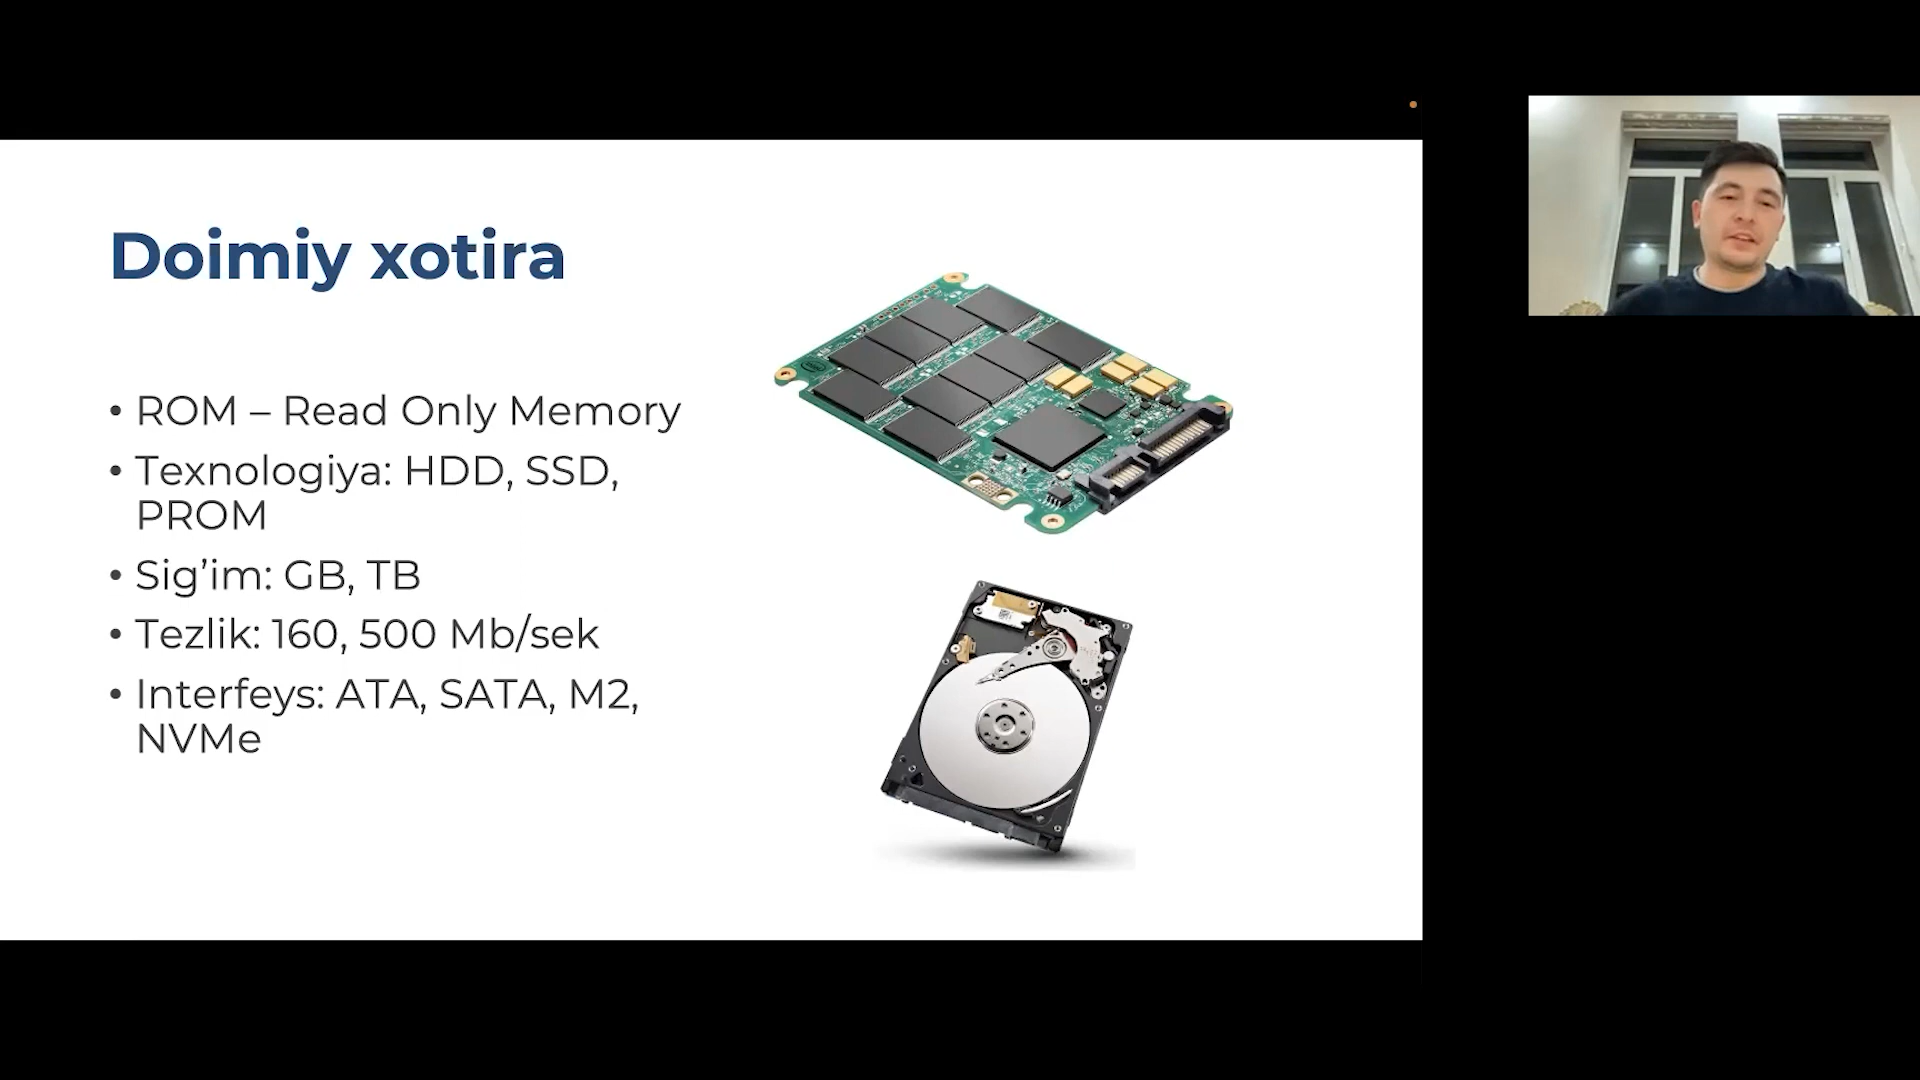 Doimiy xotira
• ROM – Read Only Memory
• Texnologiya: HDD, SSD,
PROM
• Sig’im: GB, TB
• Tezlik: 160, 500 Mb/sek
• Interfeys: ATA, SATA, M2,
NVMe